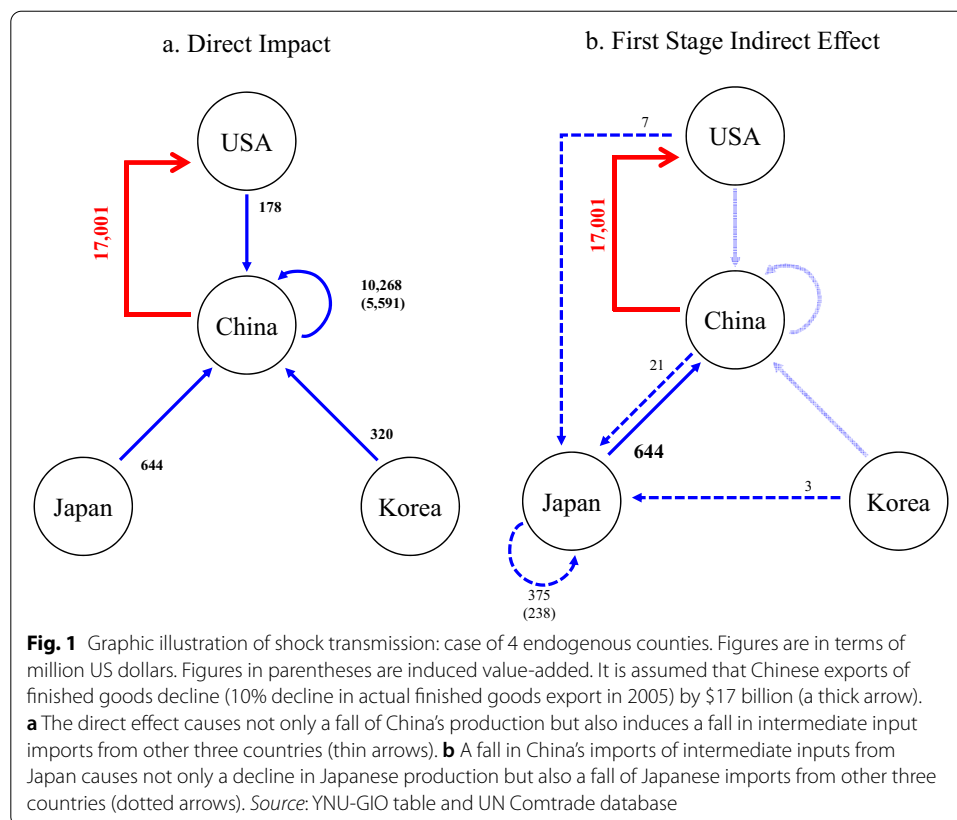 a. Direct Impact
USA
178
17,001
10,268
(5,591)
China
644
320
Japan
Korea
b. First Stage Indirect Effect
7
USA
17,001
China
21
644
3
Japan
Korea
375
(238)
Fig. 1 Graphic illustration of shock transmission: case of 4 endogenous counties. Figures are in terms of
million US dollars. Figures in parentheses are induced value-added. It is assumed that Chinese exports of
finished goods decline (10% decline in actual finished goods export in 2005) by $17 billion (a thick arrow).
a The direct effect causes not only a fall of China’s production but also induces a fall in intermediate input
imports from other three countries (thin arrows). b A fall in China’s imports of intermediate inputs from
Japan causes not only a decline in Japanese production but also a fall of Japanese imports from other three
countries (dotted arrows). Source: YNU-GIO table and UN Comtrade database